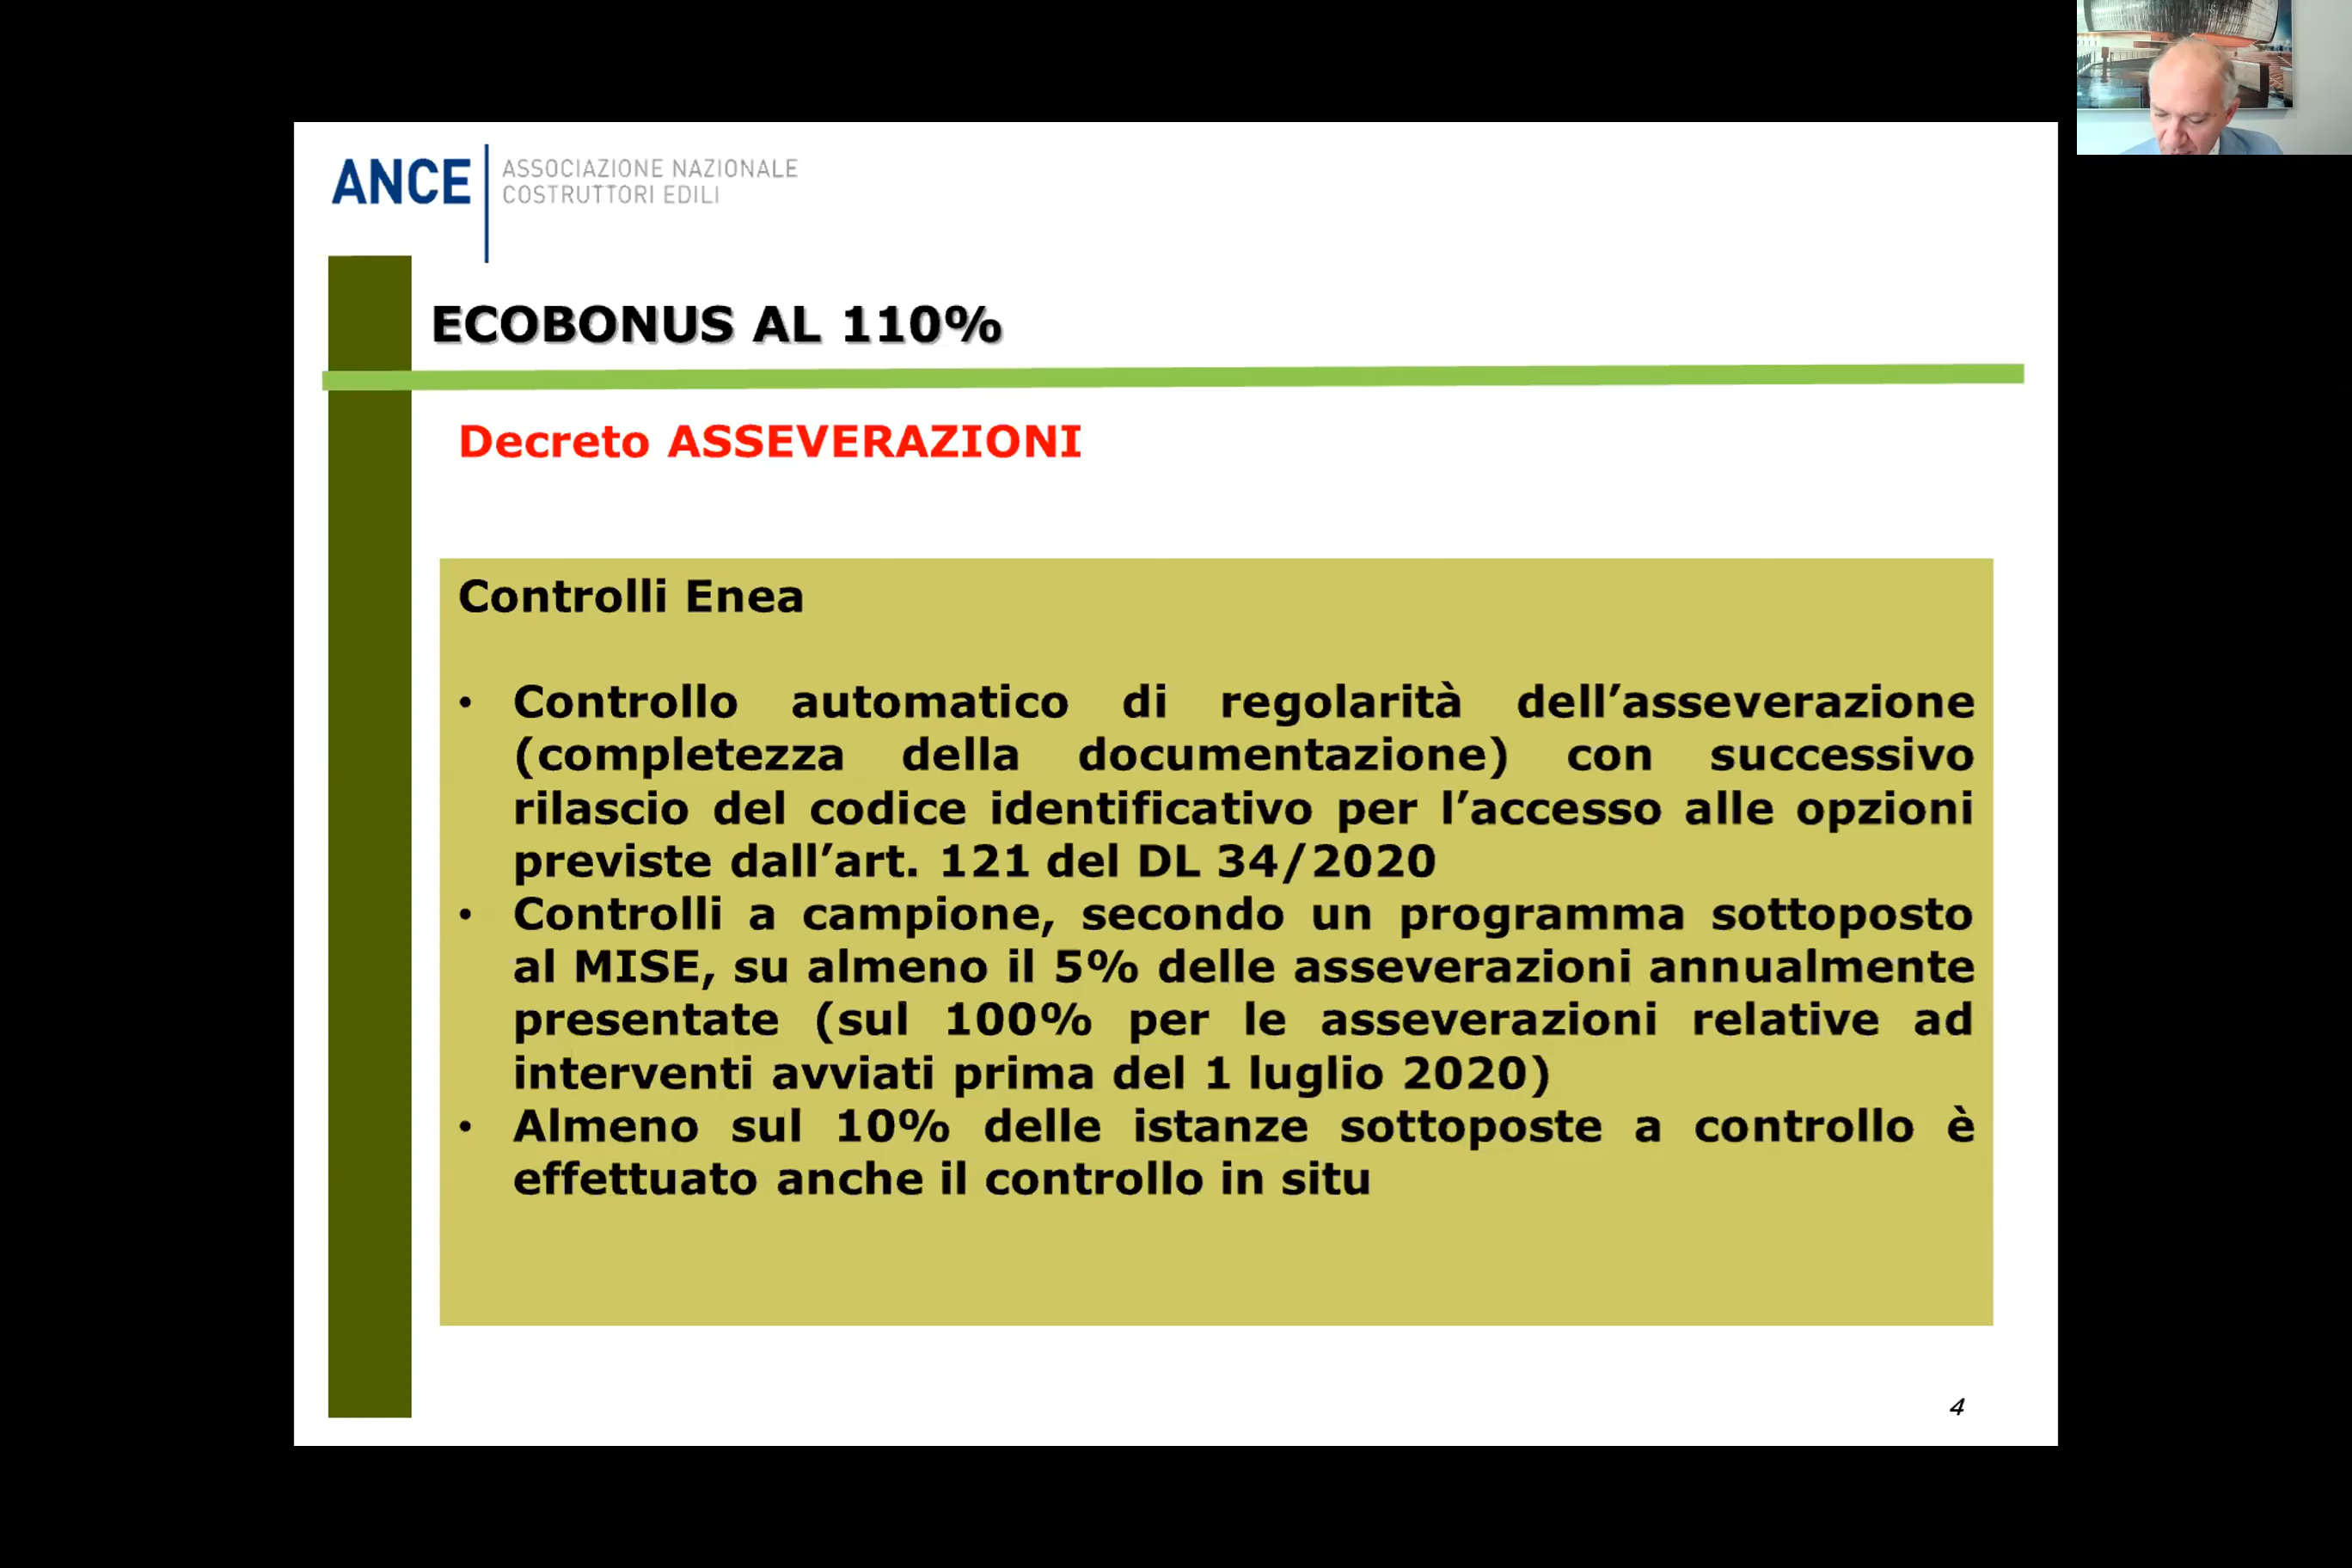 ANCE
ASSOCIAZIONE NAZIONALE
COSTRUTTORI EDILI
ECOBONUS AL 110%
Decreto ASSEVERAZIONI
Controlli Enea
• Controllo automatico di regolarità dell’asseverazione
(completezza della documentazione) con successivo
rilascio del codice identificativo per l’accesso alle opzioni
previste dall’art. 121 del DL 34/2020
• Controlli a campione, secondo un programma sottoposto
al MISE, su almeno il 5% delle asseverazioni annualmente
presentate (sul 100% per le asseverazioni relative ad
interventi avviati prima del 1 luglio 2020)
• Almeno sul 10% delle istanze sottoposte a controllo è
effettuato anche il controllo in situ
4